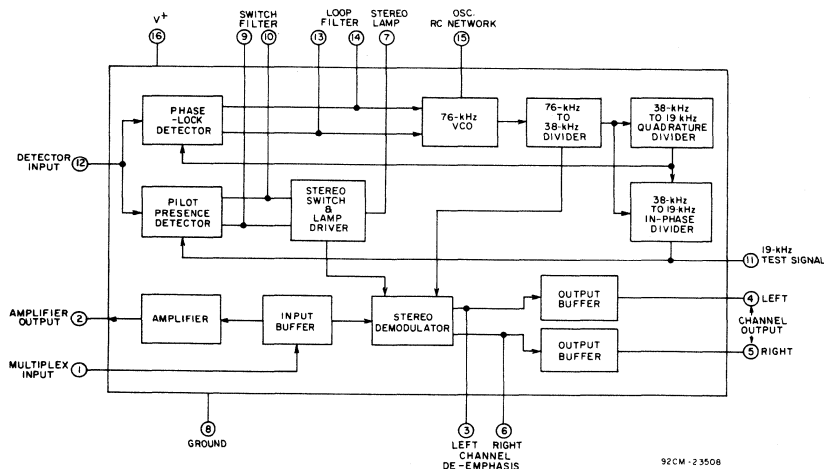 V+
16
SWITCH
FILTER
9 10
LOOP
FILTER
13 14
STEREO
LAMP
7
OSC.
RC NETWORK
15
PHASE
-LOCK
DETECTOR
76-kHz
VCO
76-kHz
TO
38-kHz
DIVIDER
38-kHz
TO 19 kHz
QUADRATURE
DIVIDER
DETECTOR
INPUT
12
PILOT
PRESENCE
DETECTOR
STEREO
SWITCH
&
LAMP
DRIVER
38-kHz
TO 19-kHz
IN-PHASE
DIVIDER
11
19-kHz
TEST SIGNAL
AMPLIFIER
OUTPUT
2
AMPLIFIER
INPUT
BUFFER
STEREO
DEMODULATOR
OUTPUT
BUFFER
4 LEFT
CHANNEL
OUTPUT
OUTPUT
BUFFER
5 RIGHT
MULTIPLEX
INPUT
1
8
GROUND
3 6
LEFT RIGHT
CHANNEL
DE-EMPHASIS
92CM-23508